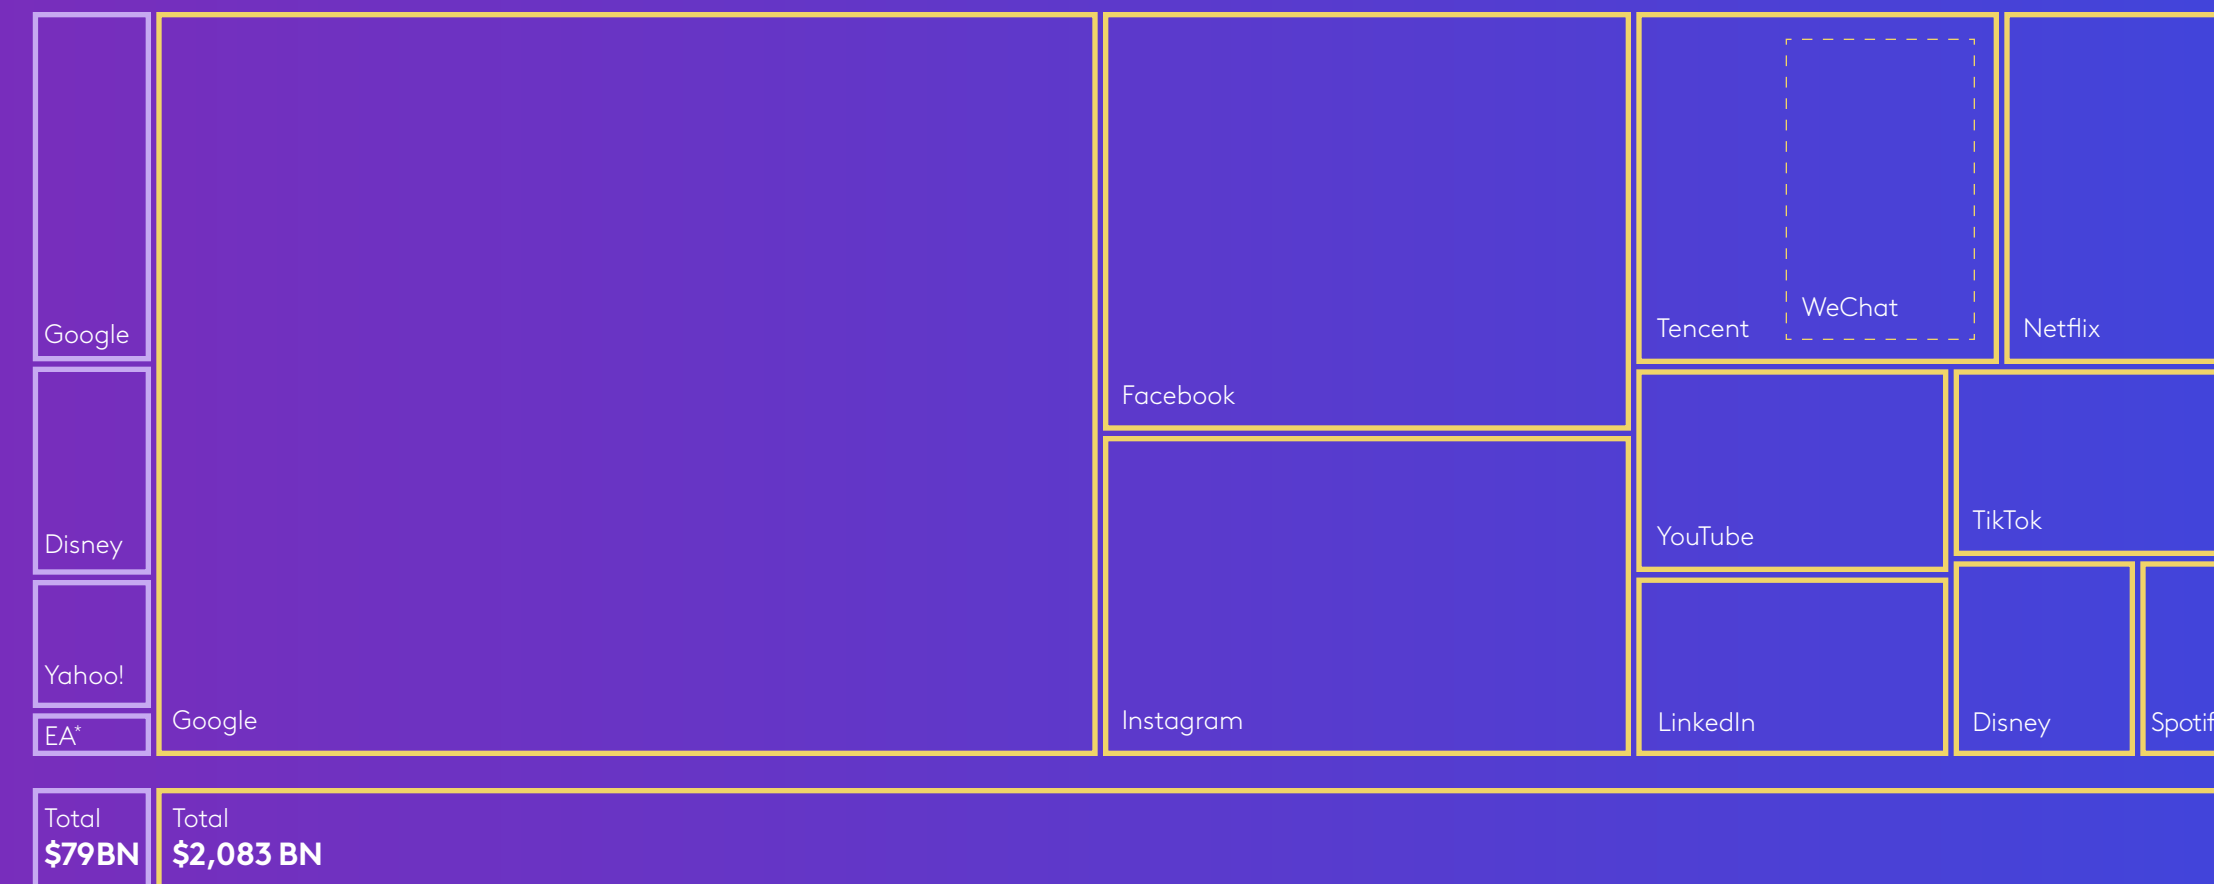 Google
Disney
Yahoo!
EA*
Google
Facebook
Instagram
Tencent
WeChat
Netflix
YouTube
TikTok
LinkedIn
Disney
Spotif
Total
$79BN
Total
$2,083 BN